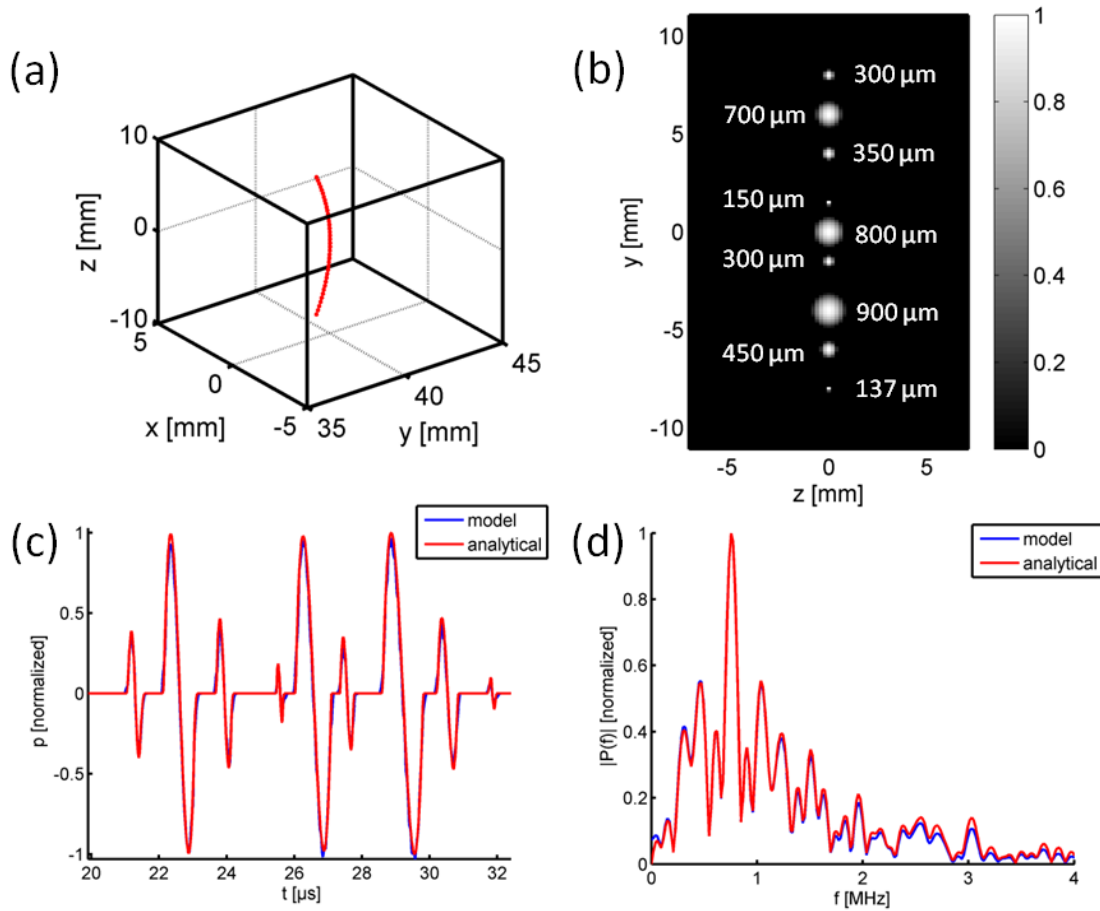 (a)
10
0
-10
z [mm]
5
0
-5
x [mm]
35
40
45
y [mm]
(b)
10
5
0
-5
-10
y [mm]
300 µm
700 µm
350 µm
150 µm
800 µm
300 µm
900 µm
450 µm
137 µm
-5
0
5
z [mm]
1
0.8
0.6
0.4
0.2
0
(c)
model
analytical
1
0.5
0
-0.5
-1
p [normalized]
20 22 24 26 28 30 32
t [µs]
(d)
model
analytical
1
0.8
0.6
0.4
0.2
0
|P(f)| [normalized]
0 1 2 3 4
f [MHz]